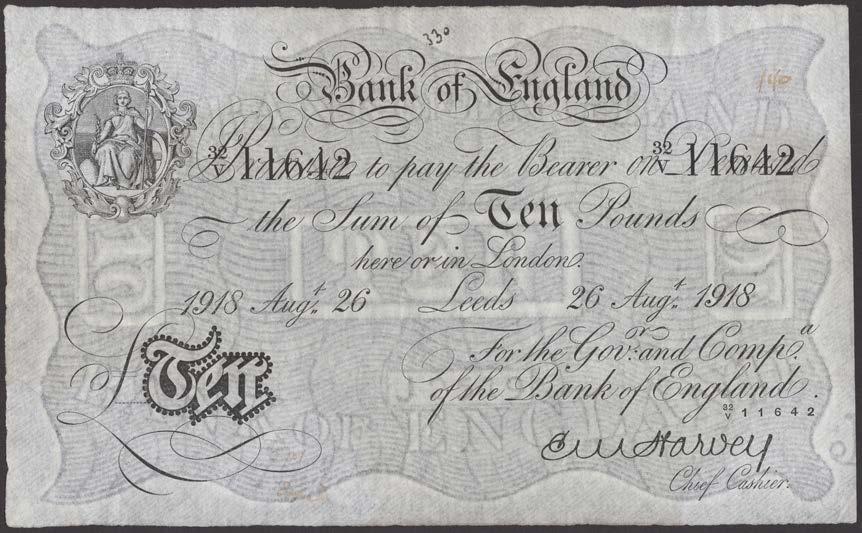 330
Bank of England
32/V 11642 Promise to pay the Bearer on Demand 32/V 11642
the Sum of Ten Pounds
here or in London.
1918 Augt. 26 Leeds 26 Augt. 1918
For the Govr. and Compa.
of the Bank of England.
£Ten
32/V 11642
E M Harvey
Chief Cashier.